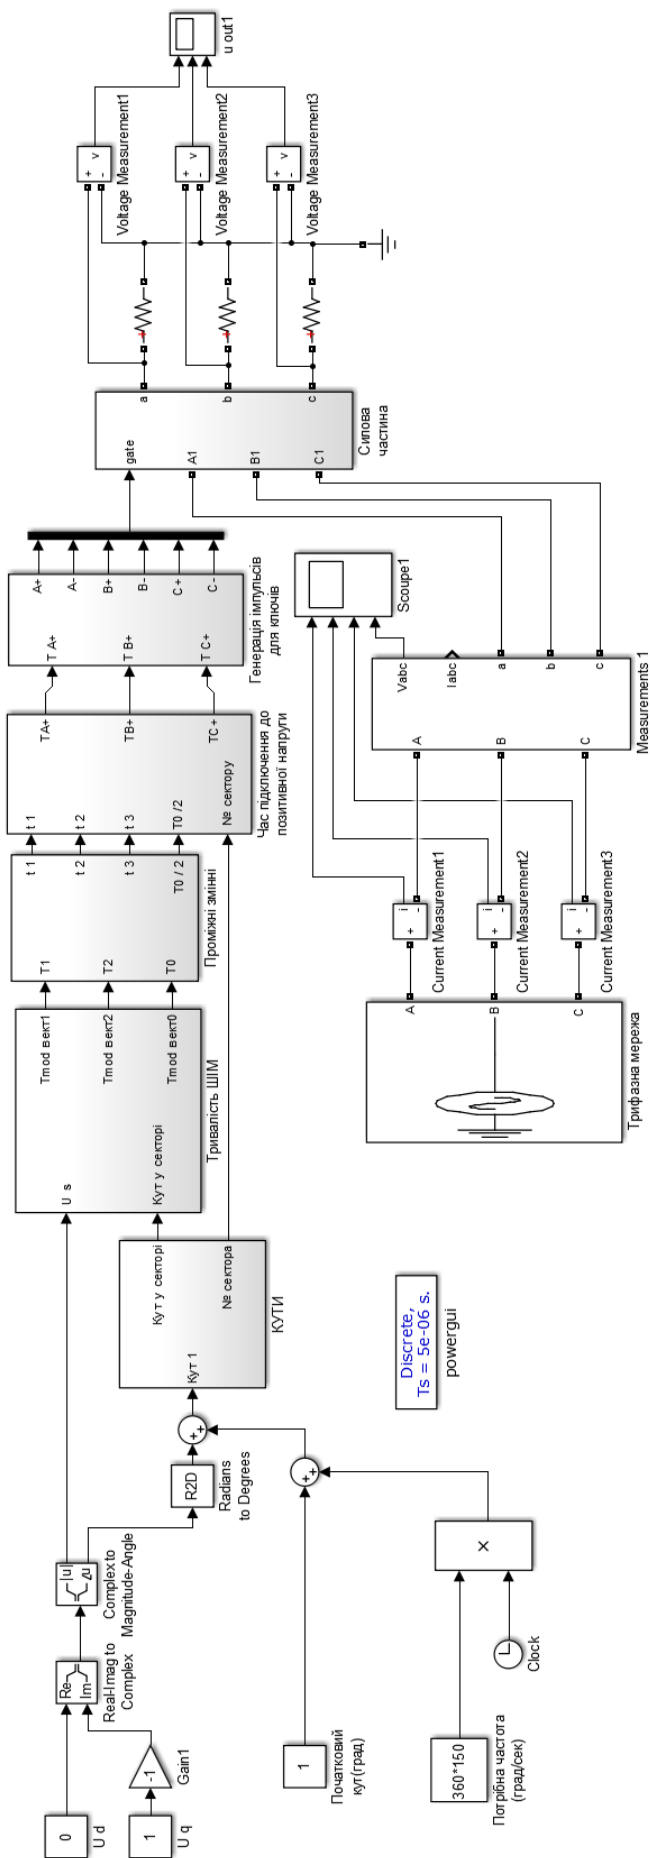 0
U d
1
U q
-1
Gain1
Re
Im
Real-Imag to
Complex
|u|
∠u
Complex to
Magnitude-Angle
R2D
Radians
to Degrees
+
+
1
Початковий
кут(град)
+
+
360*150
Потрібна частота
(град/сек)
Clock
×
Кут 1
Кут у секторі
№ сектора
КУТИ
Discrete,
Ts = 5e-06 s.
powergui
U s
Кут у секторі
Tmod вект1
Tmod вект2
Tmod вект0
Тривалість ШІМ
T1
T2
T0
t 1
t 2
t 3
T0 / 2
Проміжні змінні
t 1
t 2
t 3
T0 /2
№ сектору
TA+
TB+
TC+
Час підключення до
позитивної напруги
T A+
T B+
T C+
A+
A-
B+
B-
C+
C-
Генерація імпульсів
для ключів
gate
A1
B1
C1
a
b
c
Силова
частина
+
-
v
Voltage Measurement1
+
-
v
Voltage Measurement2
+
-
v
Voltage Measurement3
u out1
A
B
C
Трифазна мережа
+
i
-
Current Measurement1
+
i
-
Current Measurement2
+
i
-
Current Measurement3
A
B
C
Vabc
Iabc
a
b
c
Measurements 1
Scoupe1